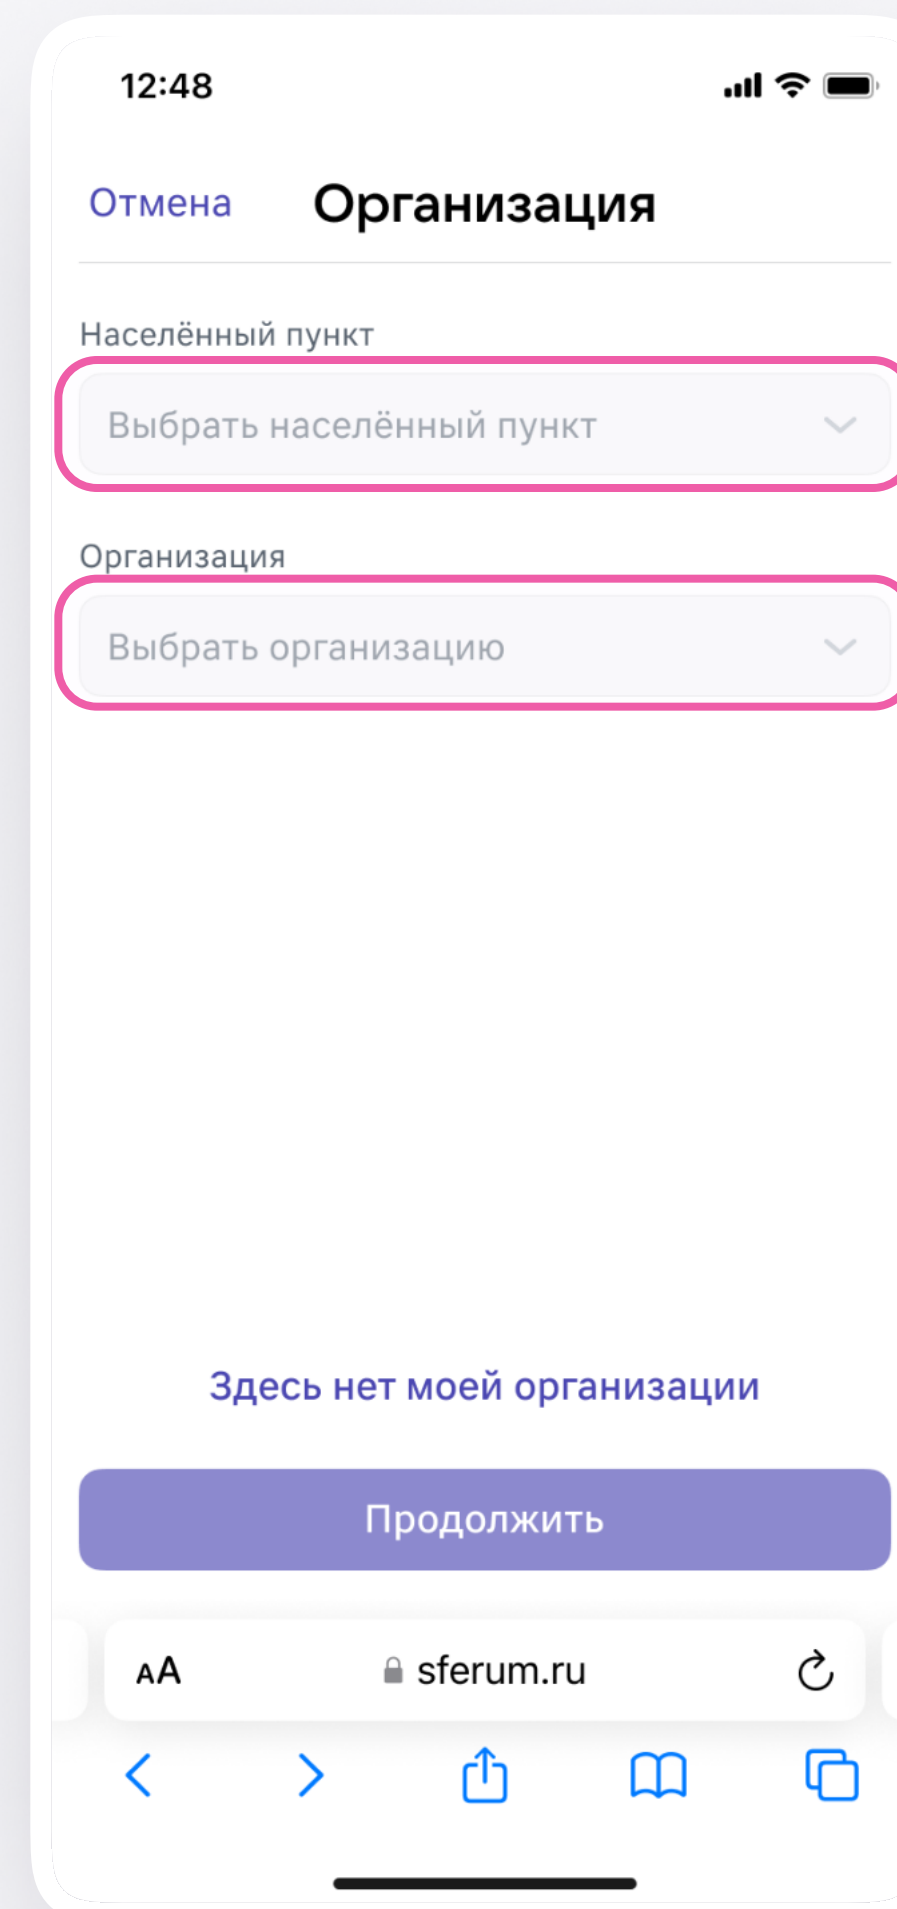 12:48
Отмена Организация
Населённый пункт
Выбрать населённый пункт
Организация
Выбрать организацию
Здесь нет моей организации
Продолжить
AA sferum.ru